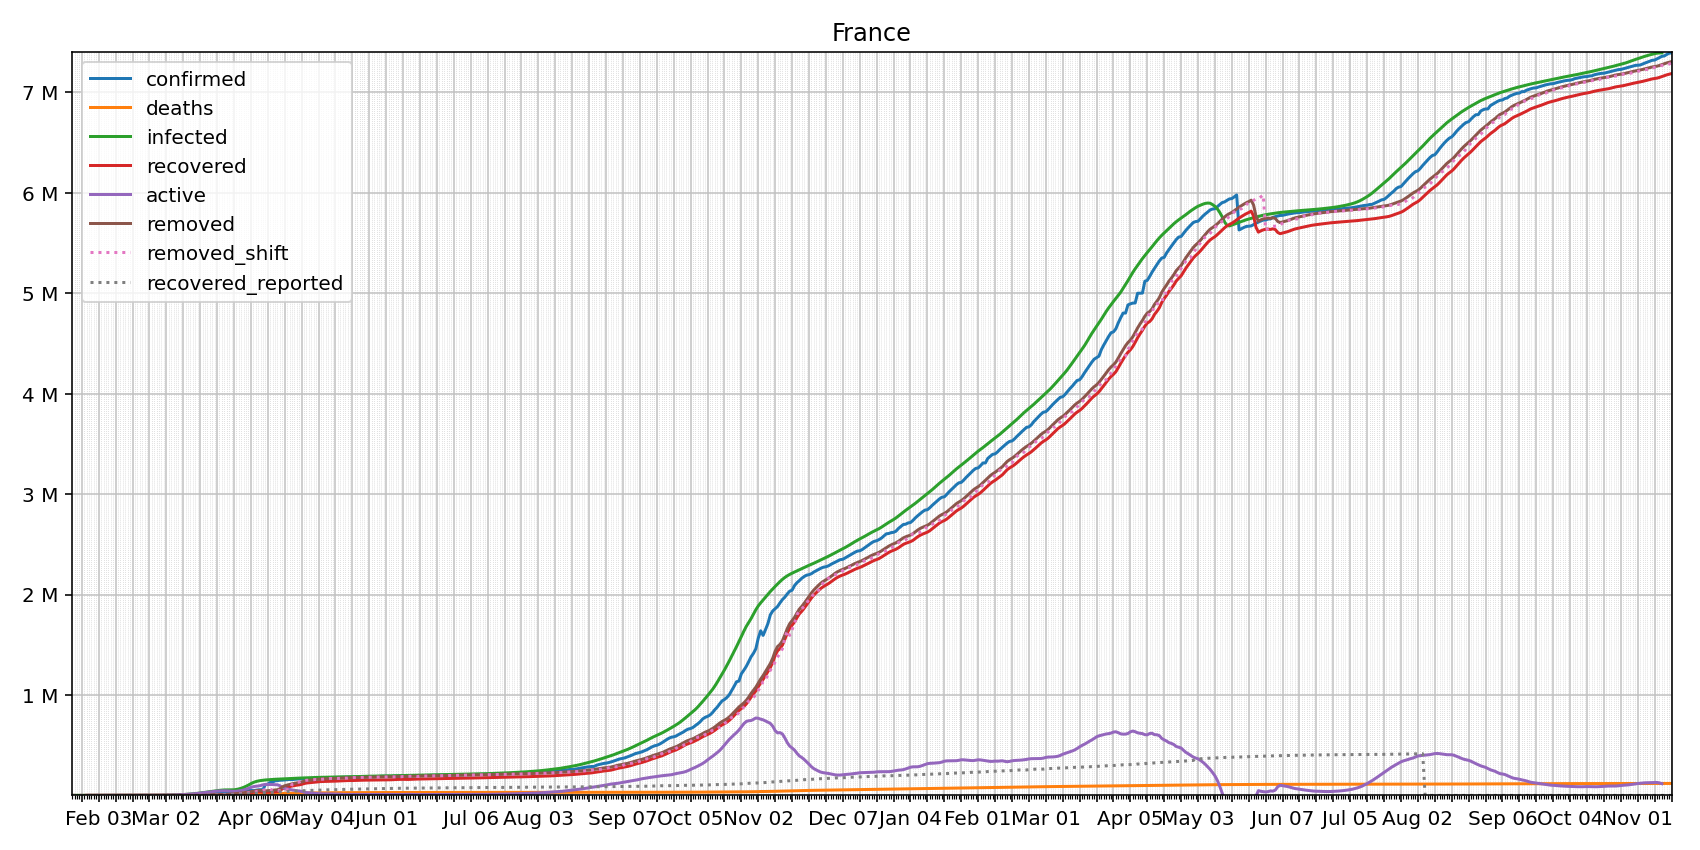 France
confirmed
deaths
infected
recovered
active
removed
removed_shift
recovered_reported
7 M
6 M
5 M
4 M
3 M
2 M
1 M
Feb 03 Mar 02 Apr 06 May 04 Jun 01 Jul 06 Aug 03 Sep 07 Oct 05 Nov 02 Dec 07 Jan 04 Feb 01 Mar 01 Apr 05 May 03 Jun 07 Jul 05 Aug 02 Sep 06 Oct 04 Nov 01